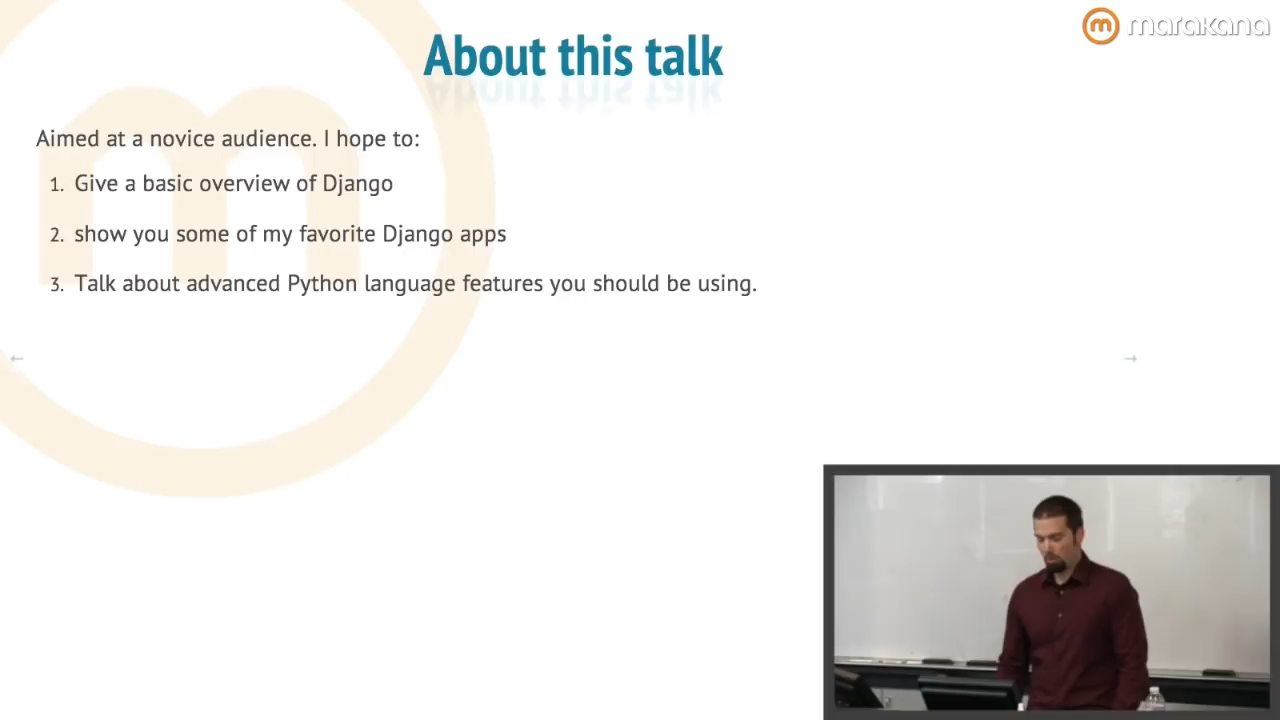 marakana
About this talk
Aimed at a novice audience. I hope to:
1. Give a basic overview of Django
2. show you some of my favorite Django apps
3. Talk about advanced Python language features you should be using.